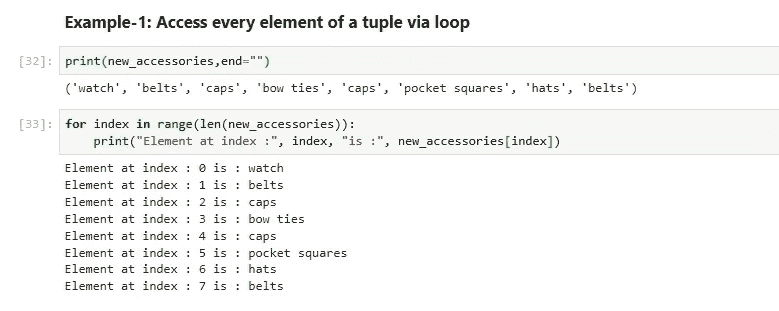 Example-1: Access every element of a tuple via loop
[32]: print(new_accessories,end="")
('watch', 'belts', 'caps', 'bow ties', 'caps', 'pocket squares', 'hats', 'belts')
[33]: for index in range(len(new_accessories)):
print("Element at index :", index, "is :", new_accessories[index])
Element at index : 0 is : watch
Element at index : 1 is : belts
Element at index : 2 is : caps
Element at index : 3 is : bow ties
Element at index : 4 is : caps
Element at index : 5 is : pocket squares
Element at index : 6 is : hats
Element at index : 7 is : belts